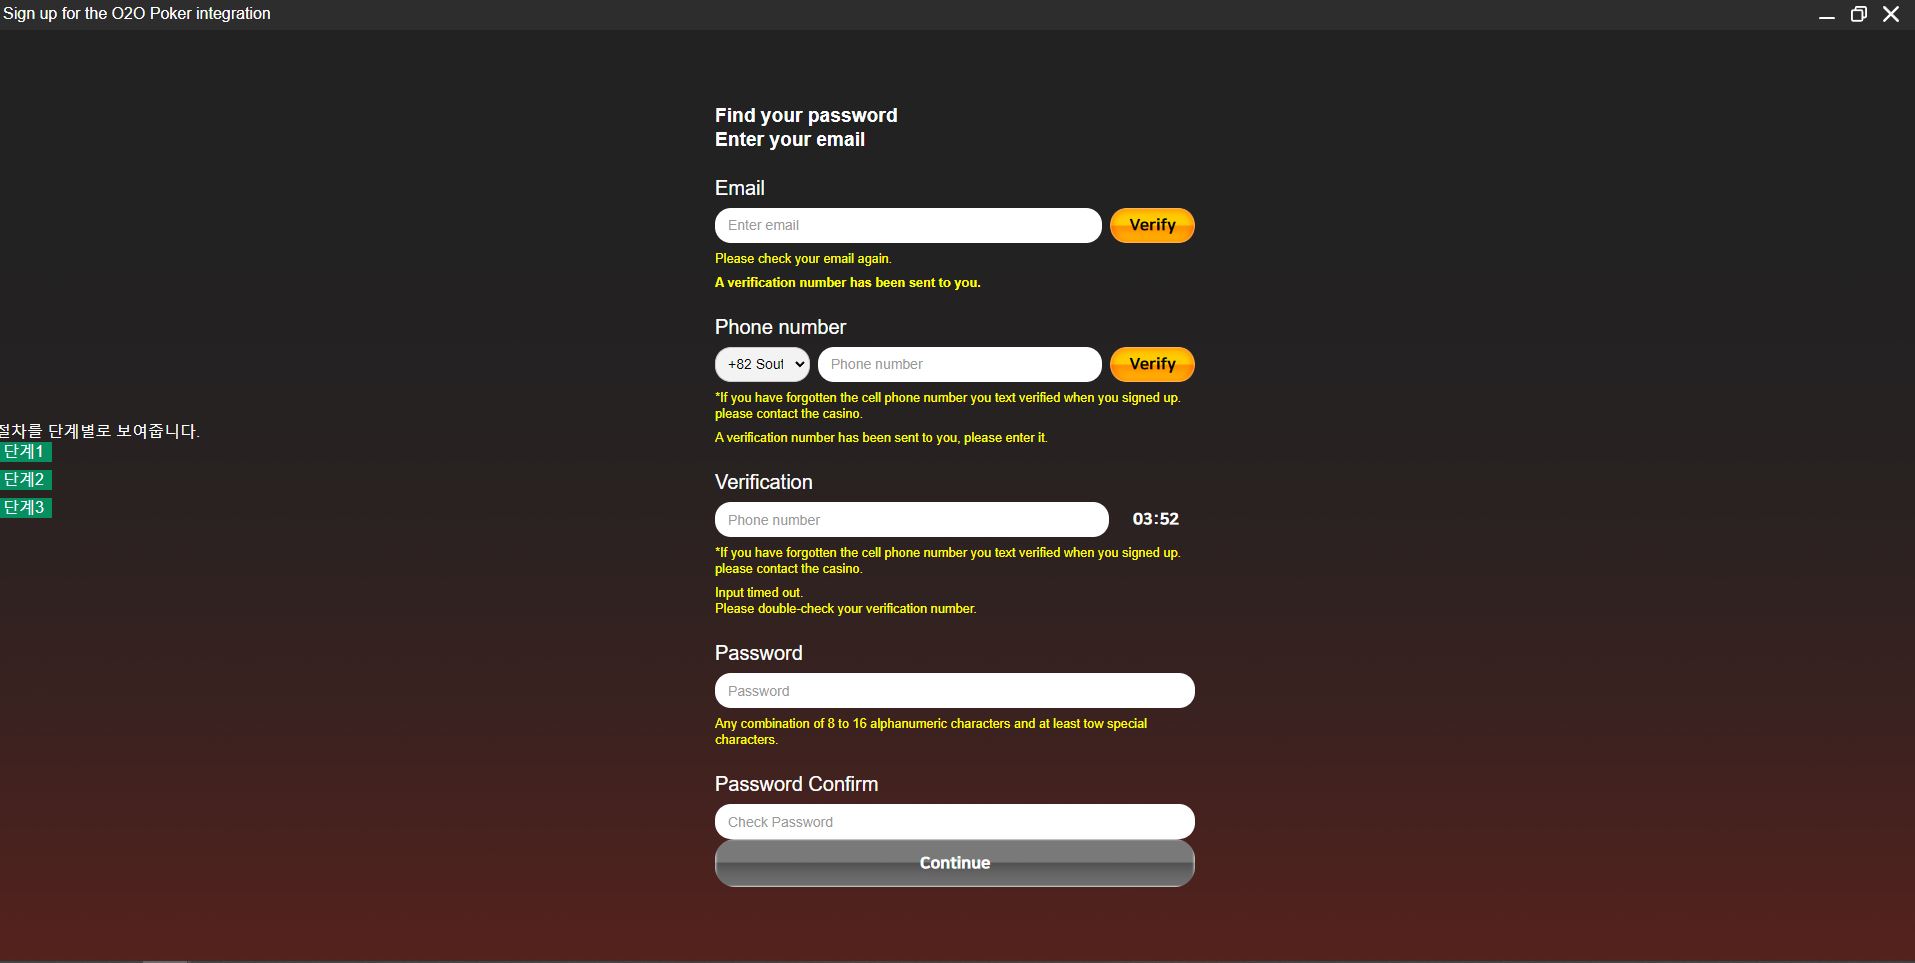 Sign up for the O2O Poker integration
Find your password
Enter your email
Email
Enter email
Verify
Please check your email again.
A verification number has been sent to you.
Phone number
+82 Sout
Phone number
Verify
*If you have forgotten the cell phone number you text verified when you signed up.
please contact the casino.
A verification number has been sent to you, please enter it.
절차를 단계별로 보여줍니다.
단계1
단계2
단계3
Verification
Phone number
03:52
*If you have forgotten the cell phone number you text verified when you signed up.
please contact the casino.
Input timed out.
Please double-check your verification number.
Password
Password
Any combination of 8 to 16 alphanumeric characters and at least tow special
characters.
Password Confirm
Check Password
Continue